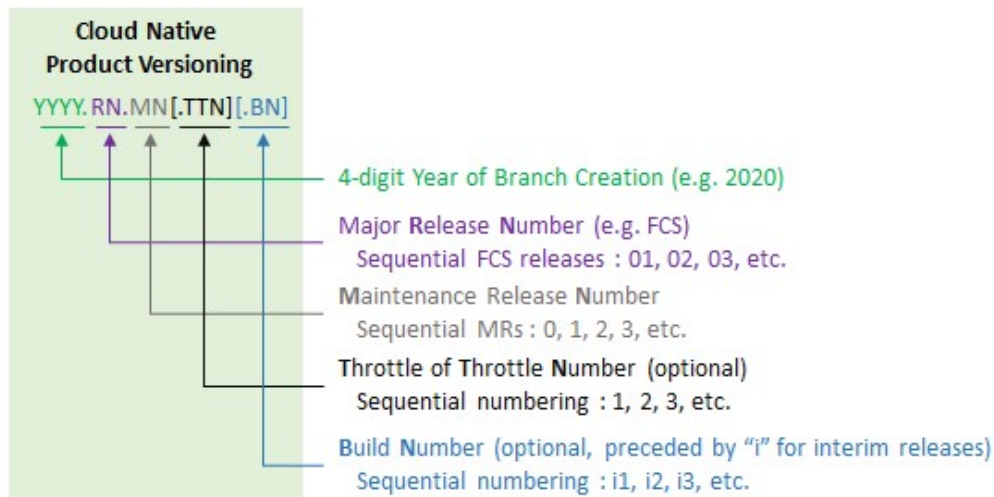 Cloud Native
Product Versioning
YYYY.RN.MN[.TTN][.BN]
4-digit Year of Branch Creation (e.g. 2020)
Major Release Number (e.g. FCS)
Sequential FCS releases : 01, 02, 03, etc.
Maintenance Release Number
Sequential MRs : 0, 1, 2, 3, etc.
Throttle of Throttle Number (optional)
Sequential numbering : 1, 2, 3, etc.
Build Number (optional, preceded by “i” for interim releases)
Sequential numbering : i1, i2, i3, etc.